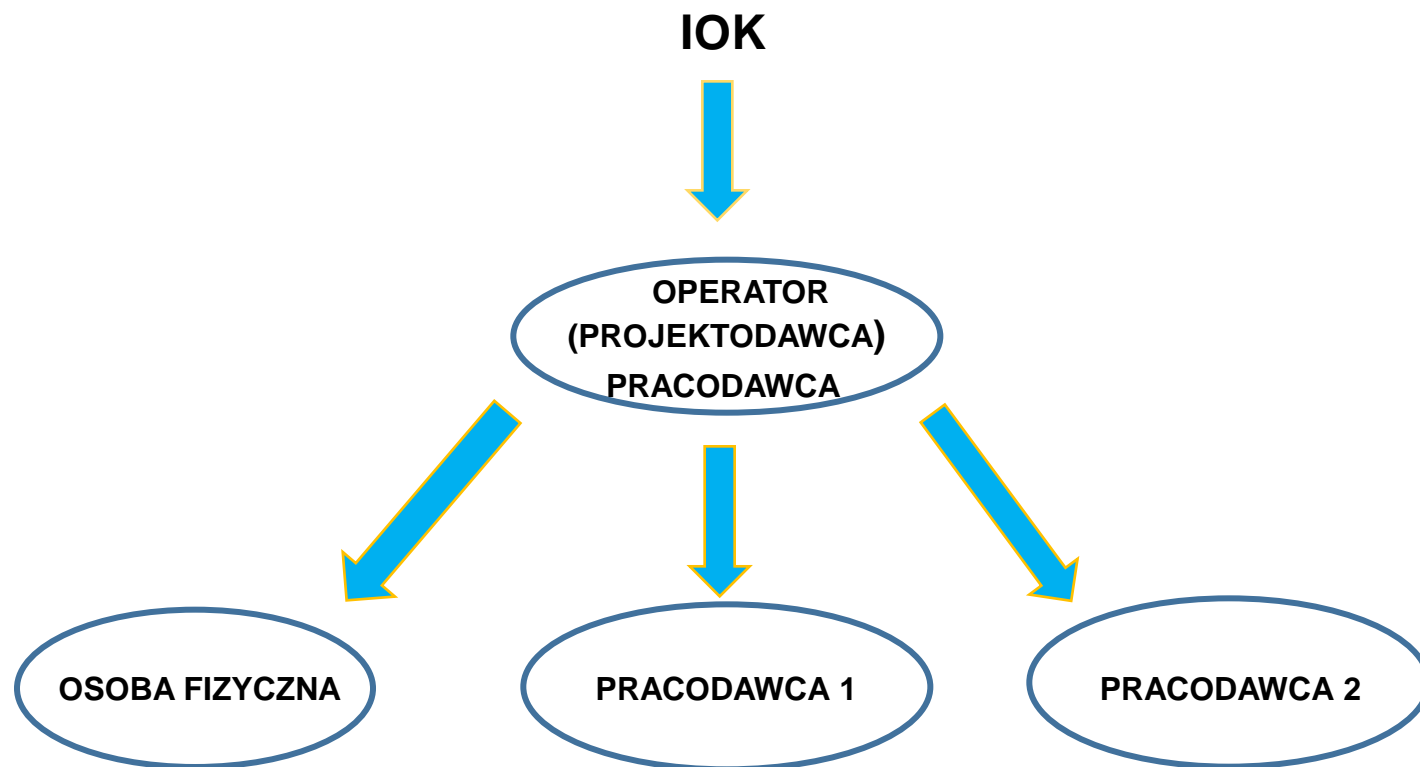 IOK
OPERATOR
(PROJEKTODAWCA)
PRACODAWCA
OSOBA FIZYCZNA
PRACODAWCA 1
PRACODAWCA 2